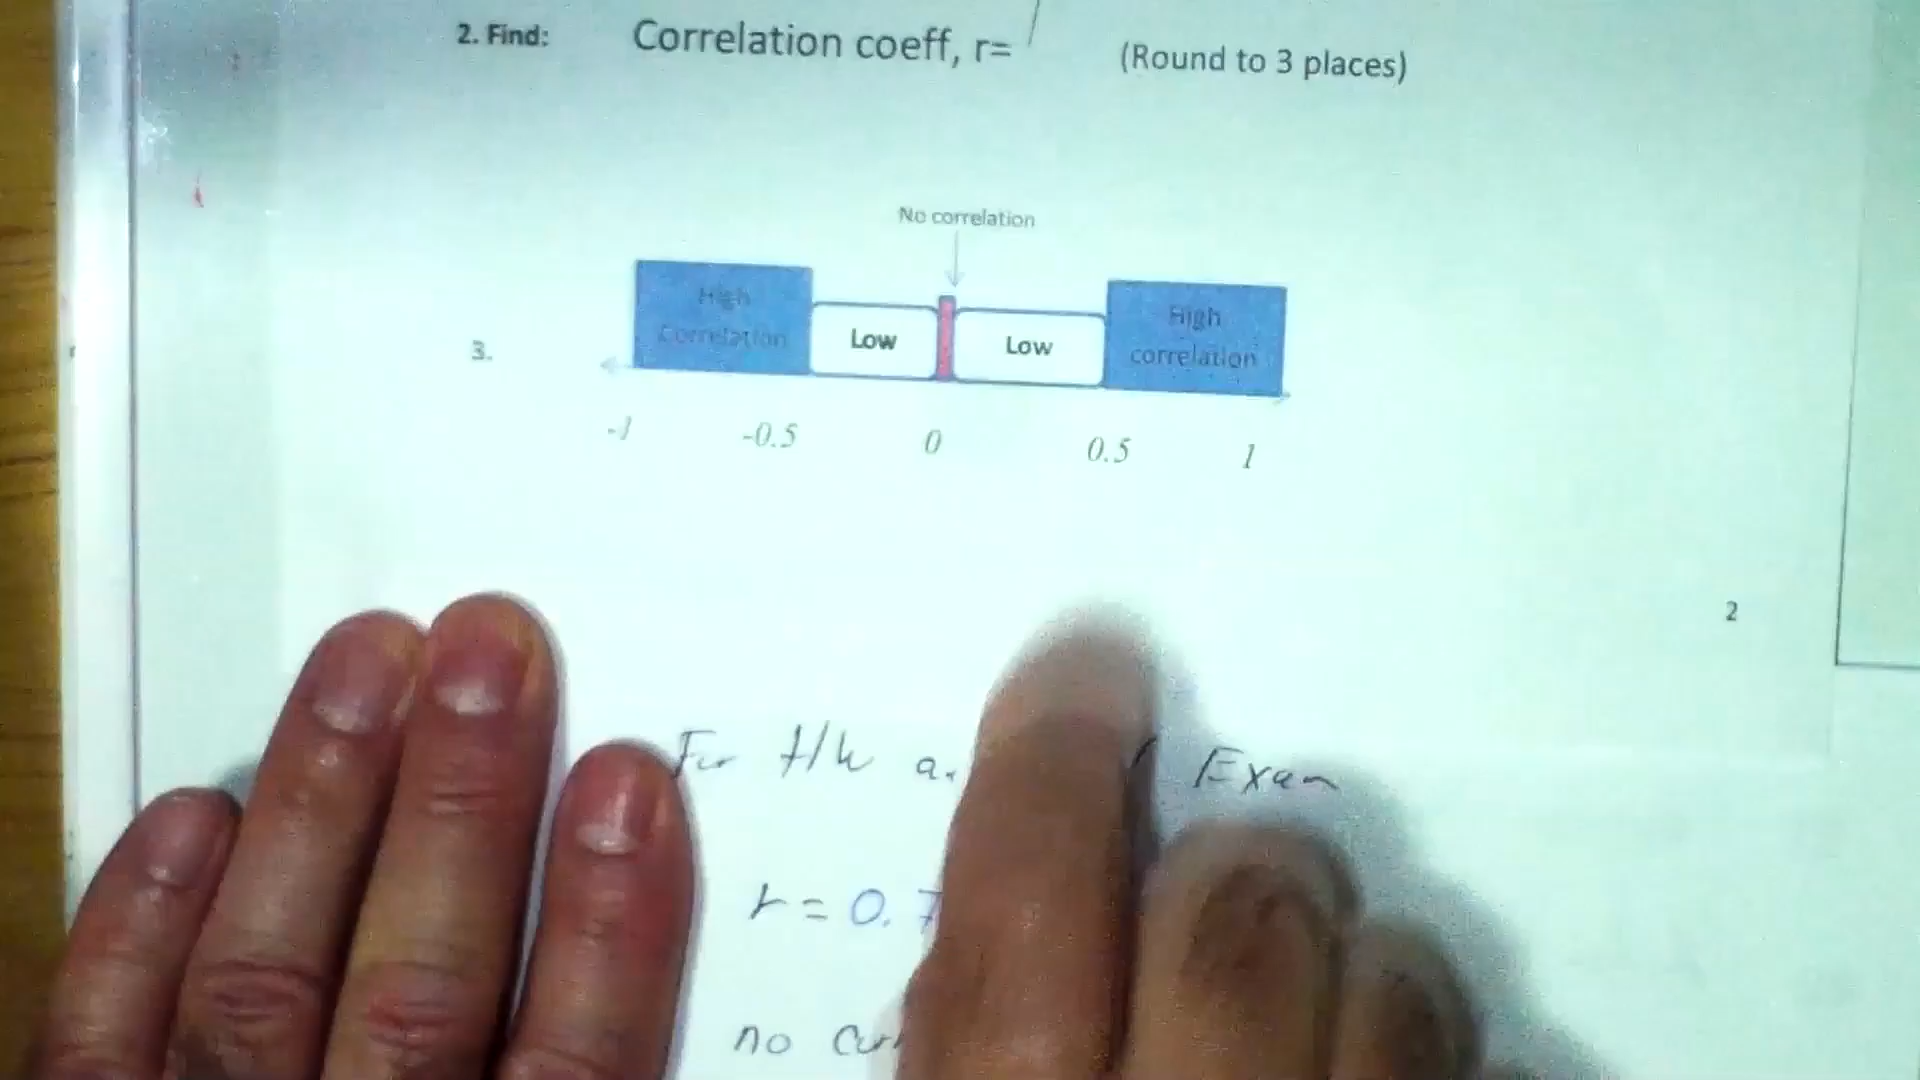 2. Find: Correlation coeff, r= (Round to 3 places)
No correlation
High Correlation
Low
Low
High correlation
3.
-1 -0.5 0 0.5 1
2
For H/W Exam
r = 0.7
no